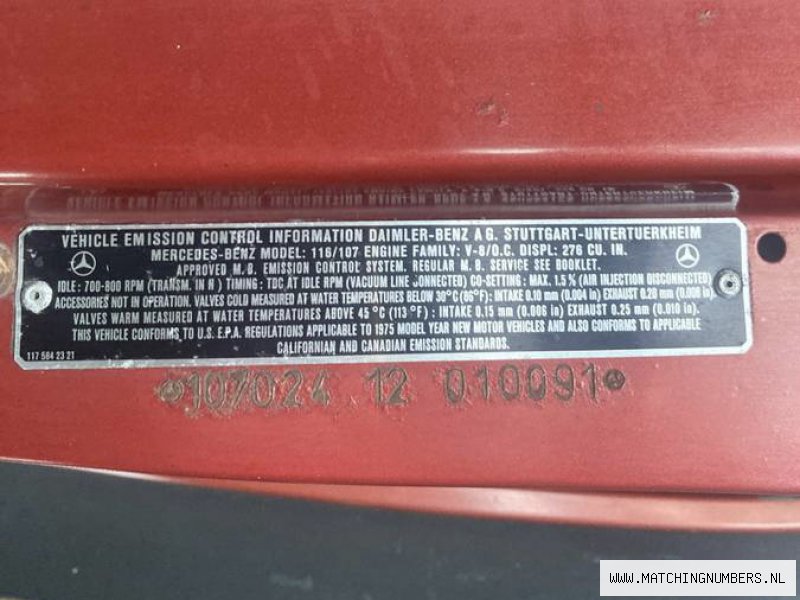 VEHICLE EMISSION CONTROL INFORMATION DAIMLER-BENZ A G. STUTTGART-UNTERTUERKHEIM
MERCEDES-BENZ MODEL: 116/107 ENGINE FAMILY: V-8/O.C. DISPL: 276 CU. IN.
APPROVED M. B. EMISSION CONTROL SYSTEM. REGULAR M. B. SERVICE SEE BOOKLET.
IDLE: 700-800 RPM (TRANSM. IN N) TIMING: TDC AT IDLE RPM (VACUUM LINE CONNECTED) CO-SETTING: MAX. 1.5% (AIR INJECTION DISCONNECTED)
ACCESSORIES NOT IN OPERATION. VALVES COLD MEASURED AT WATER TEMPERATURES BELOW 30°C (86°F): INTAKE 0.10 mm (0.004 in) EXHAUST 0.20 mm (0.008 in.)
VALVES WARM MEASURED AT WATER TEMPERATURES ABOVE 45°C (113°F): INTAKE 0.15 mm (0.006 in) EXHAUST 0.25 mm (0.010 in).
THIS VEHICLE CONFORMS TO U.S. E.P.A. REGULATIONS APPLICABLE TO 1975 MODEL YEAR NEW MOTOR VEHICLES AND ALSO CONFORMS TO APPLICABLE
CALIFORNIAN AND CANADIAN EMISSION STANDARDS.
117 584 23 21
107024 12 010091
WWW.MATCHINGNUMBERS.NL